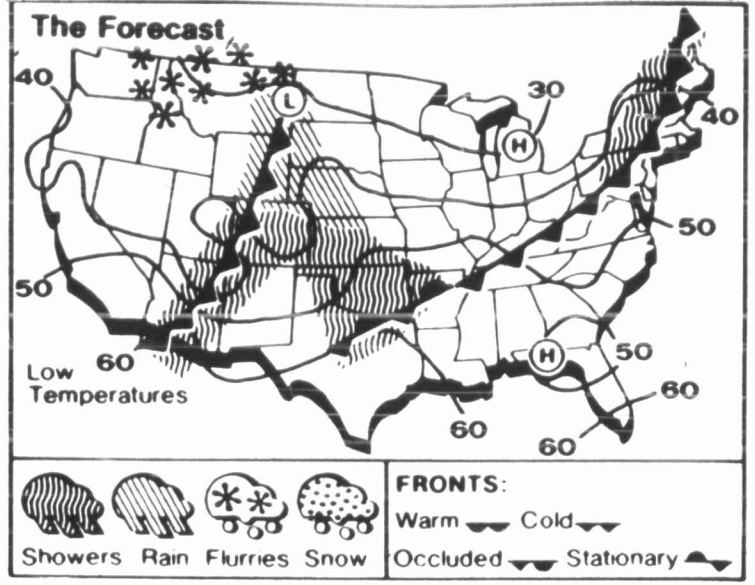 The Forecast
40
L
30
H
40
50
50
60
Low
Temperatures
H
50
60
60
60
Showers Rain Flurries Snow
FRONTS:
Warm Cold
Occluded Stationary